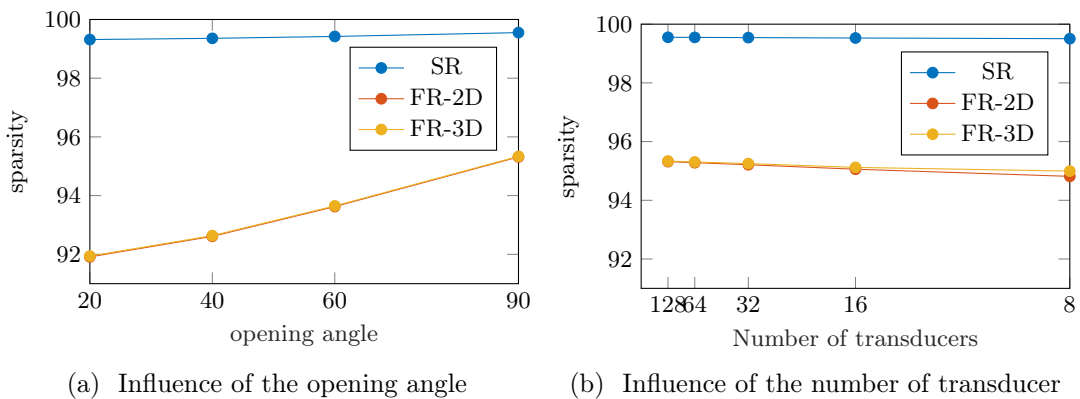 100
98
96
94
92
sparsity
SR
FR-2D
FR-3D
20
40
60
90
opening angle
(a) Influence of the opening angle
100
98
96
94
92
sparsity
SR
FR-2D
FR-3D
128
64
32
16
8
Number of transducers
(b) Influence of the number of transducer